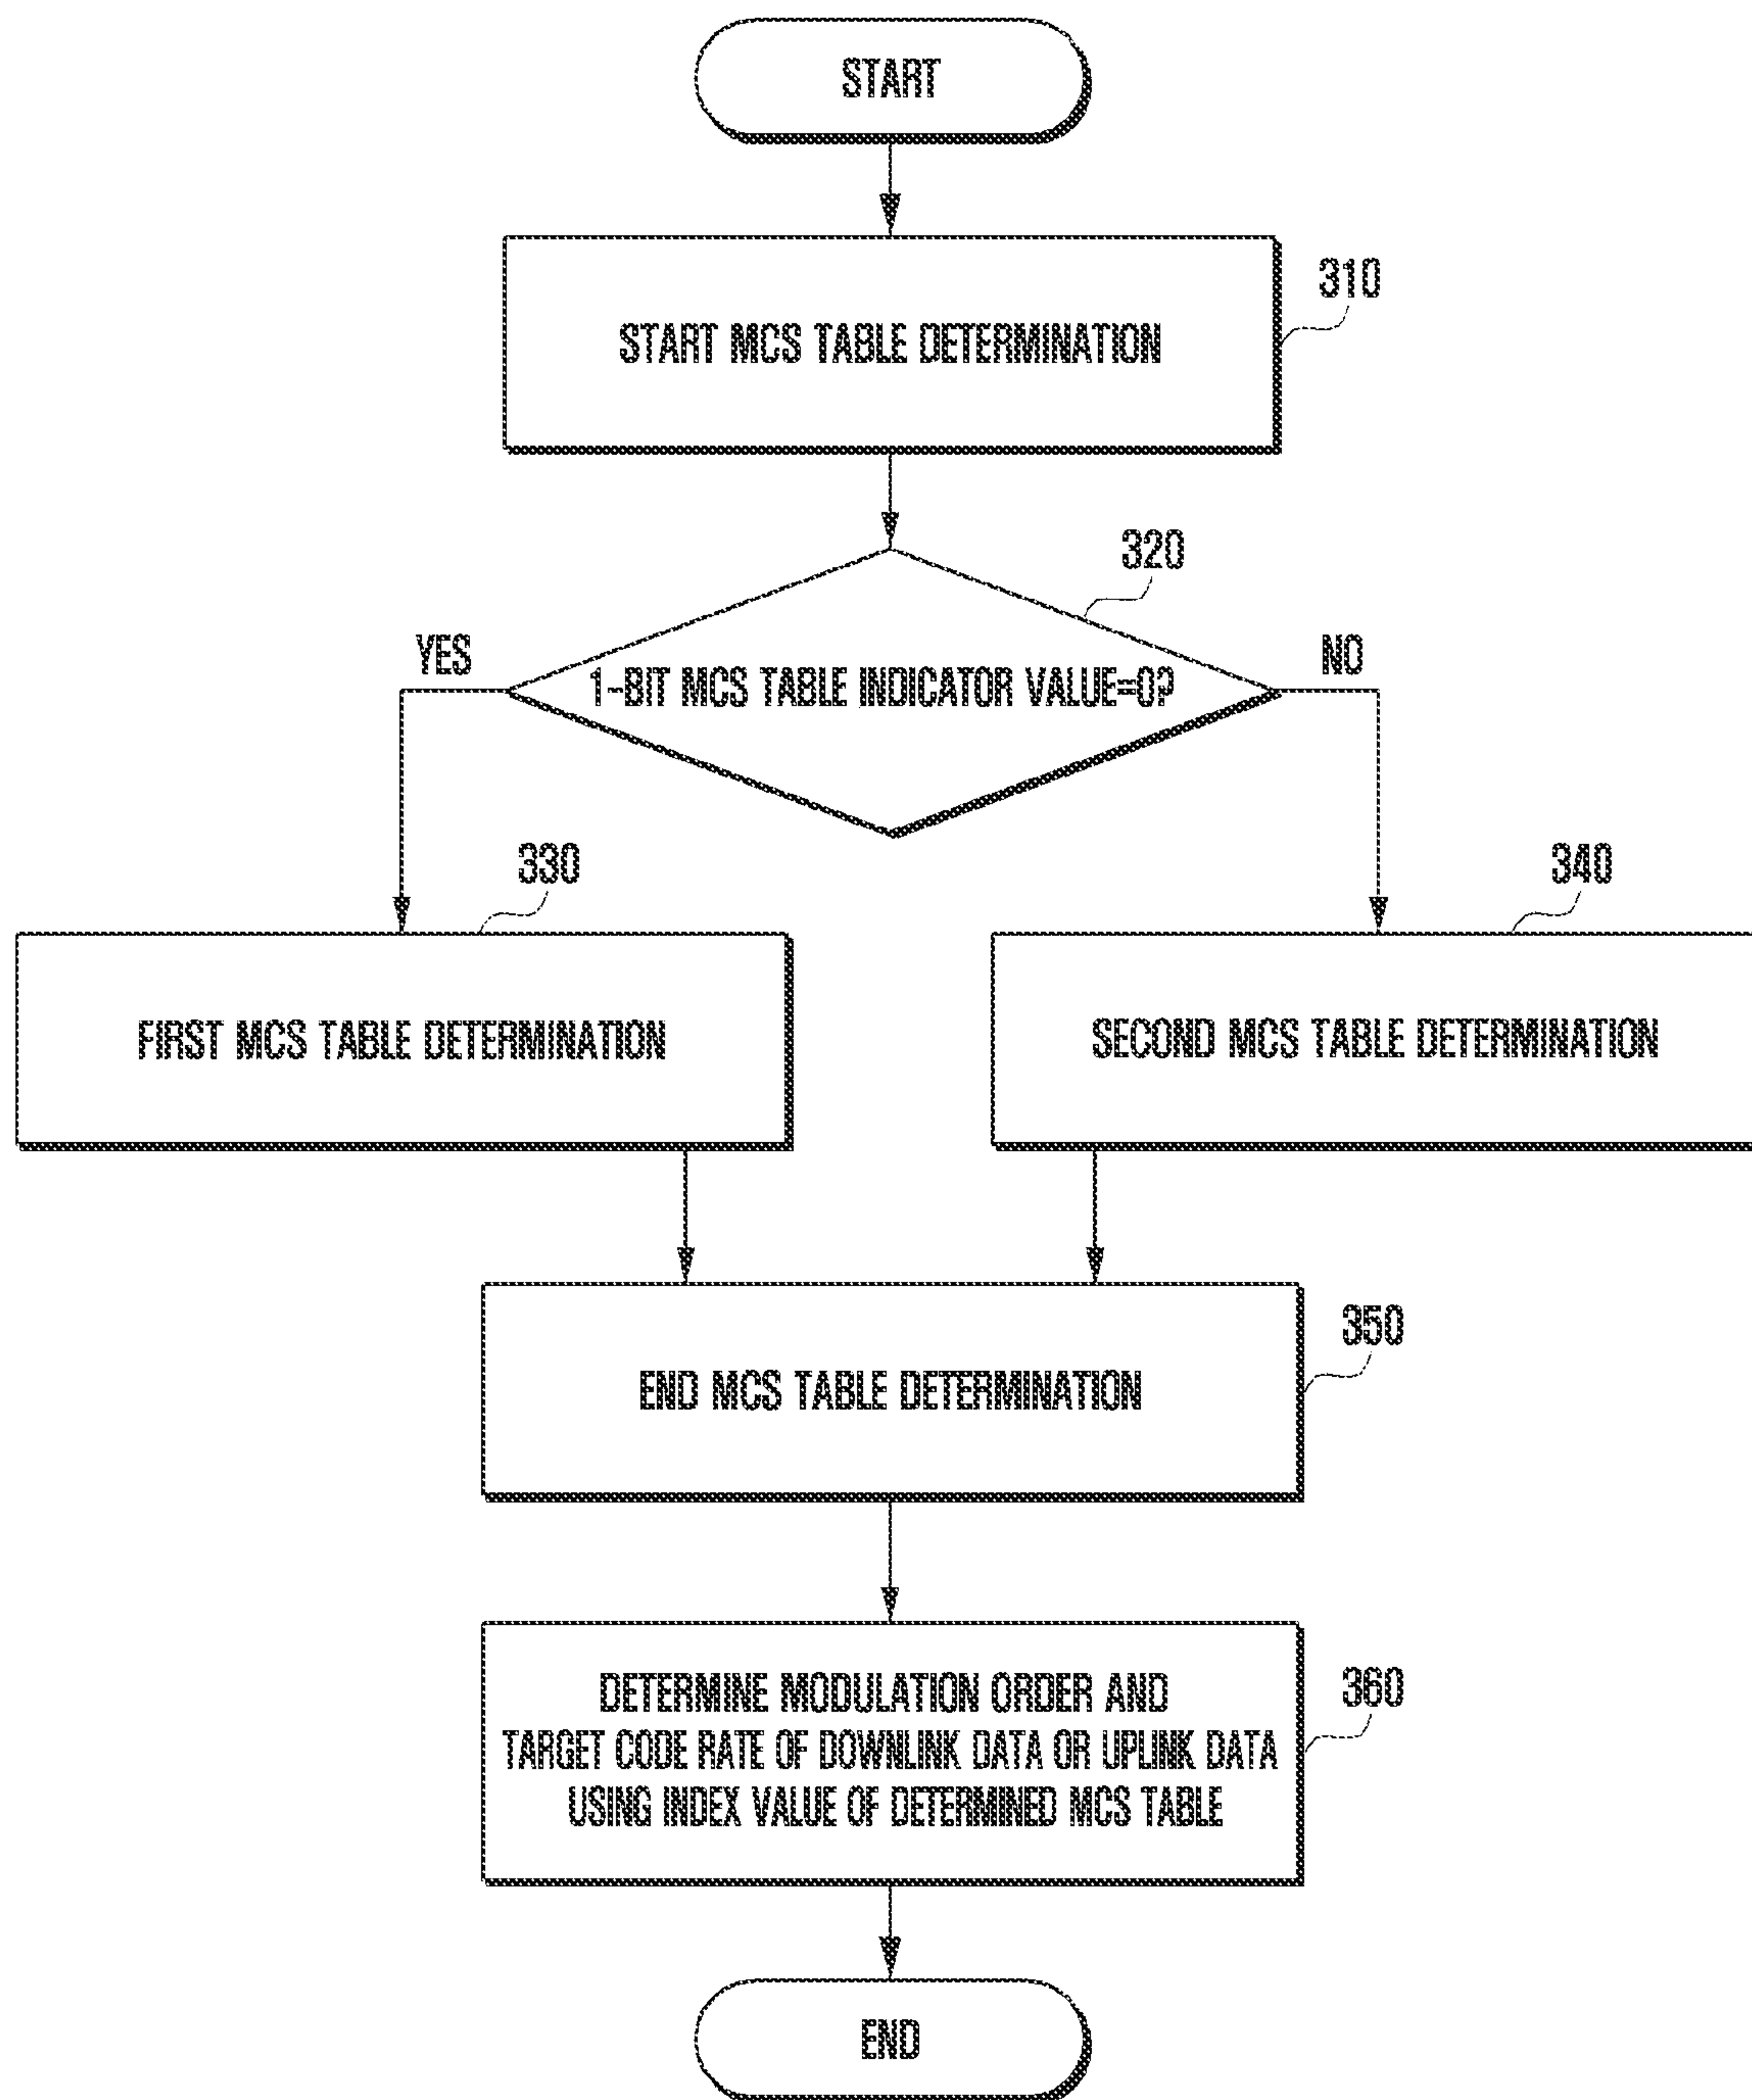 START
310
START MCS TABLE DETERMINATION
320
YES
NO
1-BIT MCS TABLE INDICATOR VALUE=0?
330
340
FIRST MCS TABLE DETERMINATION
SECOND MCS TABLE DETERMINATION
350
END MCS TABLE DETERMINATION
360
DETERMINE MODULATION ORDER AND
TARGET CODE RATE OF DOWNLINK DATA OR UPLINK DATA
USING INDEX VALUE OF DETERMINED MCS TABLE
END